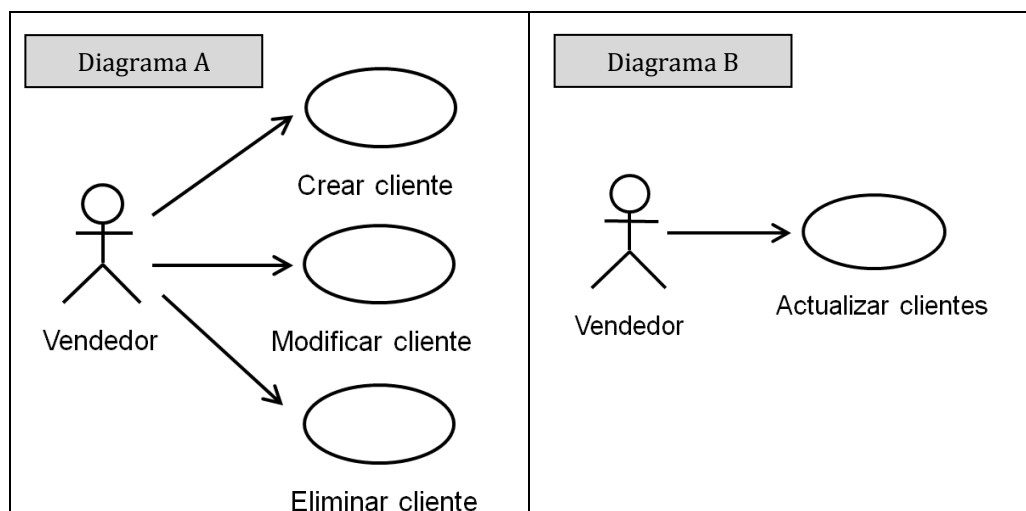 Diagrama A
Crear cliente
Vendedor
Modificar cliente
Eliminar cliente
Diagrama B
Vendedor
Actualizar clientes